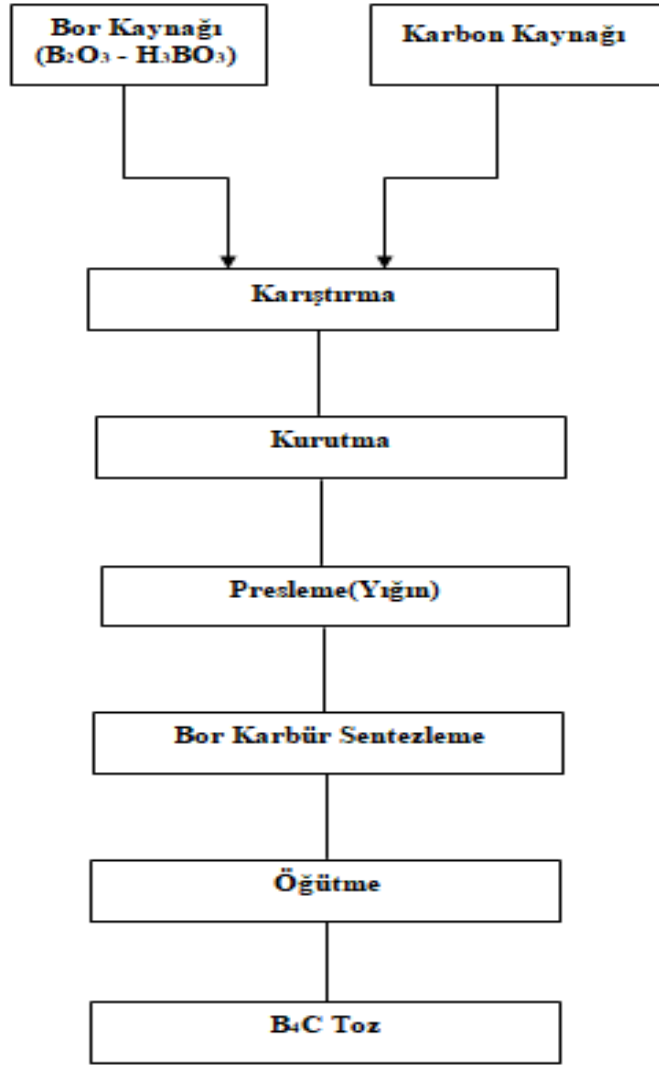 Bor Kaynağı
(B₂O₃ - H₃BO₃)
Karbon Kaynağı
Karıştırma
Kurutma
Presleme(Yığın)
Bor Karbür Sentezleme
Öğütme
B₄C Toz